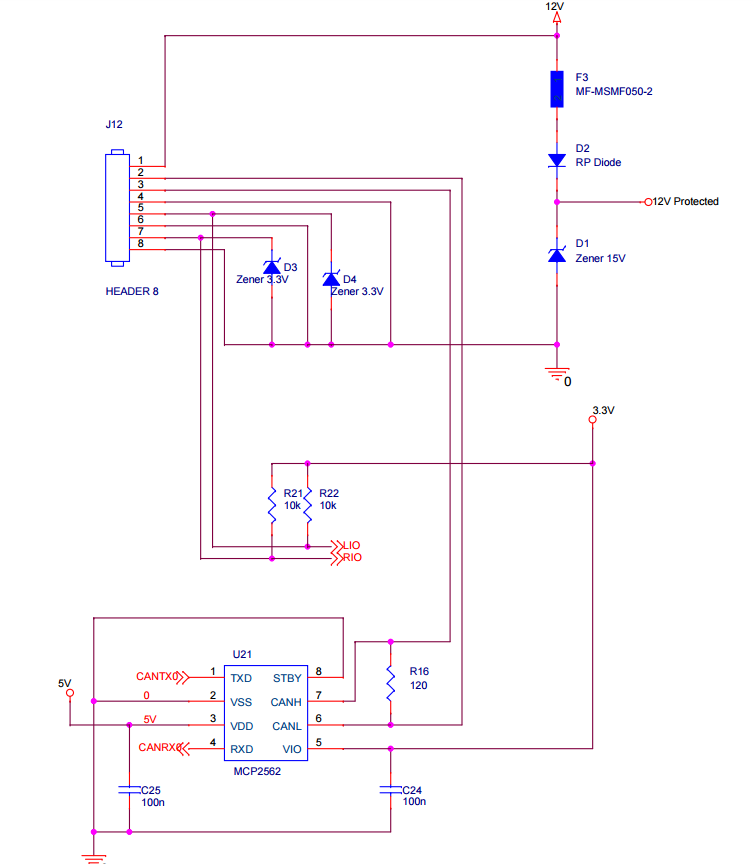 12V
F3
MF-MSMF050-2
J12
D2
RP Diode
1
2
3
4
5
6
7
8
12V Protected
D1
Zener 15V
D3
Zener 3.3V
D4
Zener 3.3V
HEADER 8
0
3.3V
R21
10k
R22
10k
LIO
RIO
U21
CANTX0
1
TXD
STBY
8
R16
120
5V
0
2
VSS
CANH
7
5V
3
VDD
CANL
6
CANRX0
4
RXD
VIO
5
MCP2562
C25
100n
C24
100n